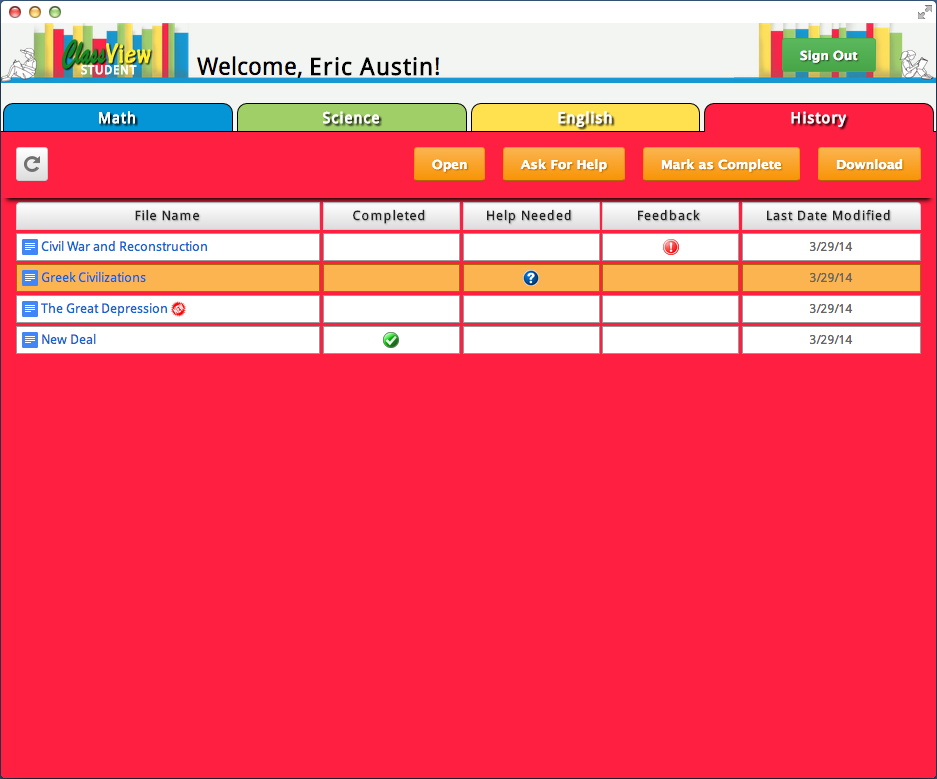 ClassView
STUDENT
Welcome, Eric Austin!
Sign Out
Math Science English History
Open Ask For Help Mark as Complete Download
File Name Completed Help Needed Feedback Last Date Modified
Civil War and Reconstruction 3/29/14
Greek Civilizations 3/29/14
The Great Depression 3/29/14
New Deal 3/29/14